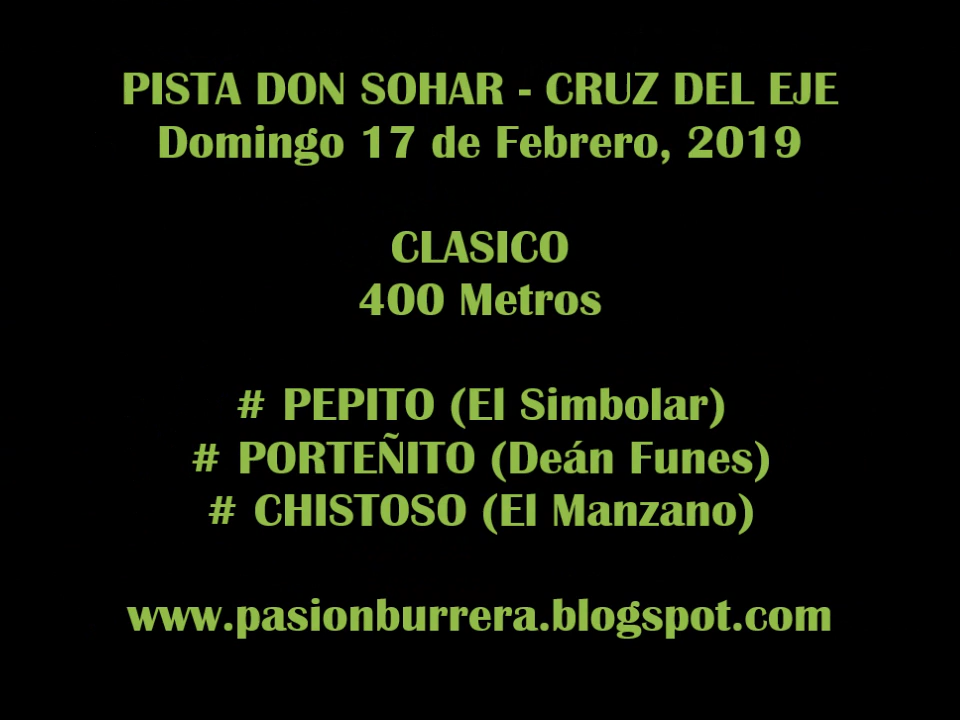 PISTA DON SOHAR - CRUZ DEL EJE
Domingo 17 de Febrero, 2019
CLASICO
400 Metros
# PEPITO (El Simbolar)
# PORTEÑITO (Deán Funes)
# CHISTOSO (El Manzano)
www.pasionburrera.blogspot.com